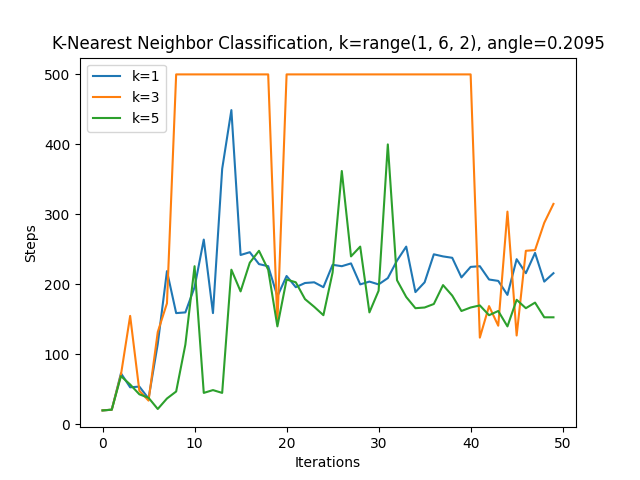 K-Nearest Neighbor Classification, k=range(1, 6, 2), angle=0.2095
k=1
k=3
k=5
Steps
500
400
300
200
100
0
0 10 20 30 40 50
Iterations